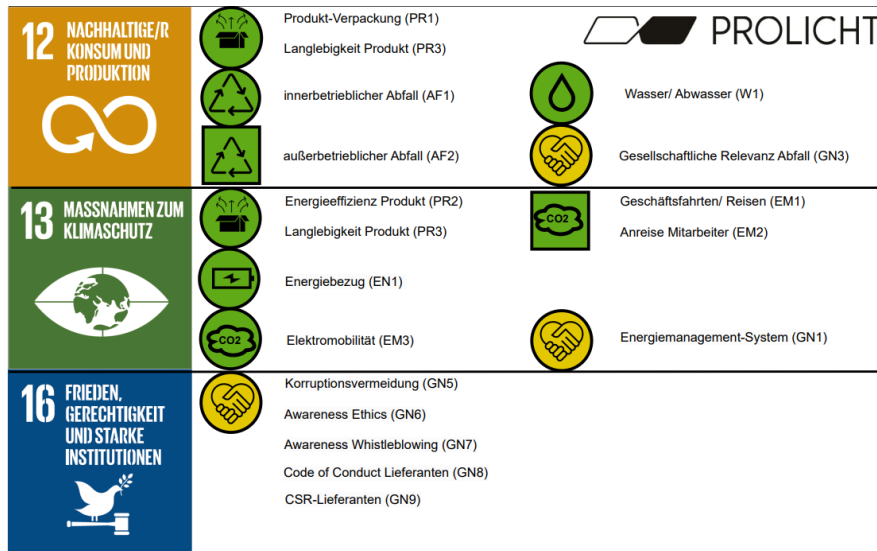 12 NACHHALTIGE/R
KONSUM UND
PRODUKTION
Produkt-Verpackung (PR1)
Langlebigkeit Produkt (PR3)
innerbetrieblicher Abfall (AF1)
außerbetrieblicher Abfall (AF2)
PROLICHT
Wasser/ Abwasser (W1)
Gesellschaftliche Relevanz Abfall (GN3)
13 MASSNAHMEN ZUM
KLIMASCHUTZ
Energieeffizienz Produkt (PR2)
Langlebigkeit Produkt (PR3)
Energiebezug (EN1)
CO2
Elektromobilität (EM3)
CO2
Geschäftsfahrten/ Reisen (EM1)
Anreise Mitarbeiter (EM2)
Energiemanagement-System (GN1)
16 FRIEDEN,
GERECHTIGKEIT
UND STARKE
INSTITUTIONEN
Korruptionsvermeidung (GN5)
Awareness Ethics (GN6)
Awareness Whistleblowing (GN7)
Code of Conduct Lieferanten (GN8)
CSR-Lieferanten (GN9)